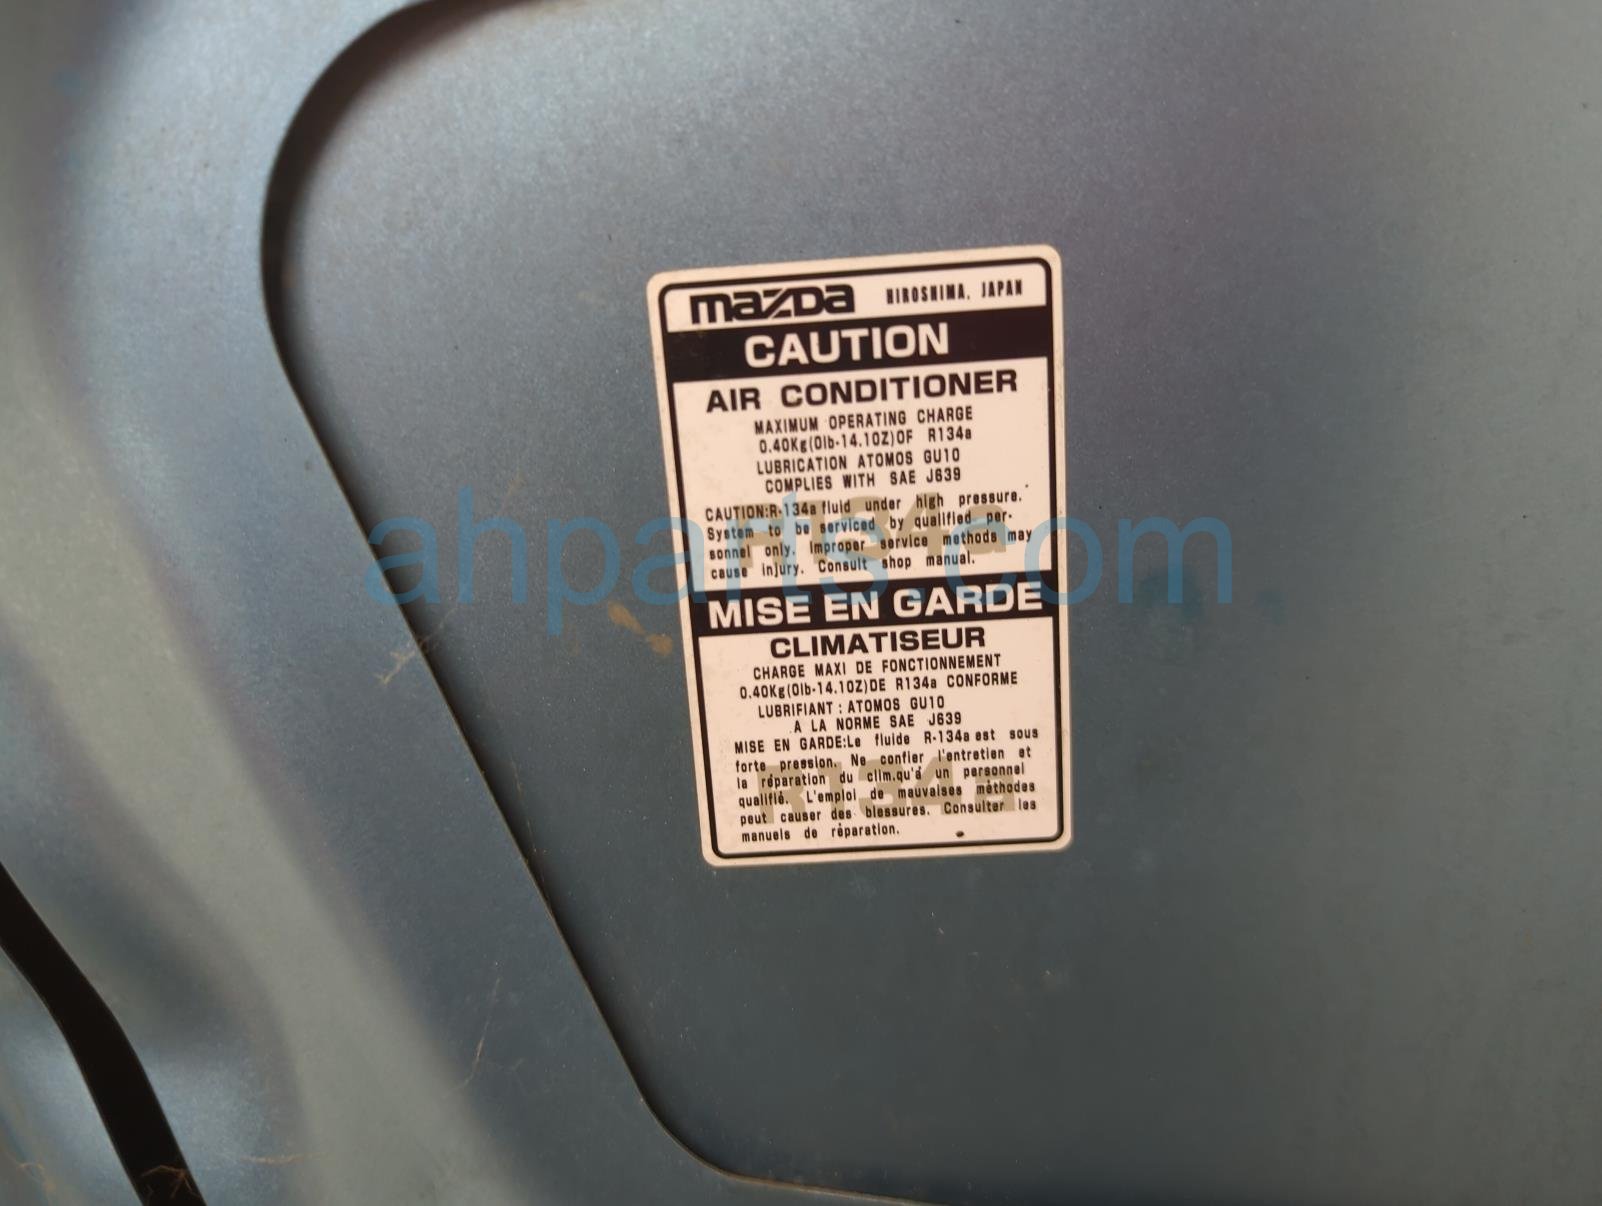 mazda HIROSHIMA, JAPAN
CAUTION
AIR CONDITIONER
MAXIMUM OPERATING CHARGE
0.40Kg(0lb-14.1OZ)OF R134a
LUBRICATION ATOMOS GU10
COMPLIES WITH SAE J639
R134a
CAUTION:R-134a fluid under high pressure.
System to be serviced by qualified per-
sonnel only. Improper service methods may
cause injury. Consult shop manual.
ahparts.com
MISE EN GARDE
CLIMATISEUR
CHARGE MAXI DE FONCTIONNEMENT
0.40Kg(0lb-14.1OZ)DE R134a CONFORME
LUBRIFIANT : ATOMOS GU10
A LA NORME SAE J639
R134a
MISE EN GARDE:Le fluide R-134a est sous
forte pression. Ne confier l'entretien et
la réparation du clim.qu'à un personnel
qualifié. L'emploi de mauvaises méthodes
peut causer des blessures. Consulter les
manuels de réparation.